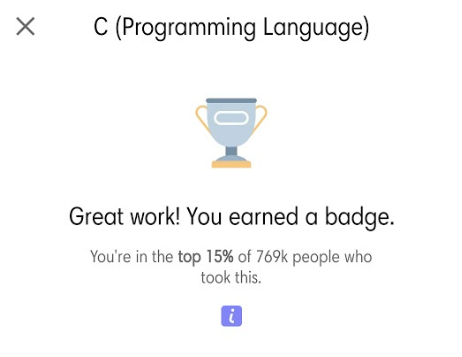 C (Programming Language)
Great work! You earned a badge.
You're in the top 15% of 769k people who
took this.
i